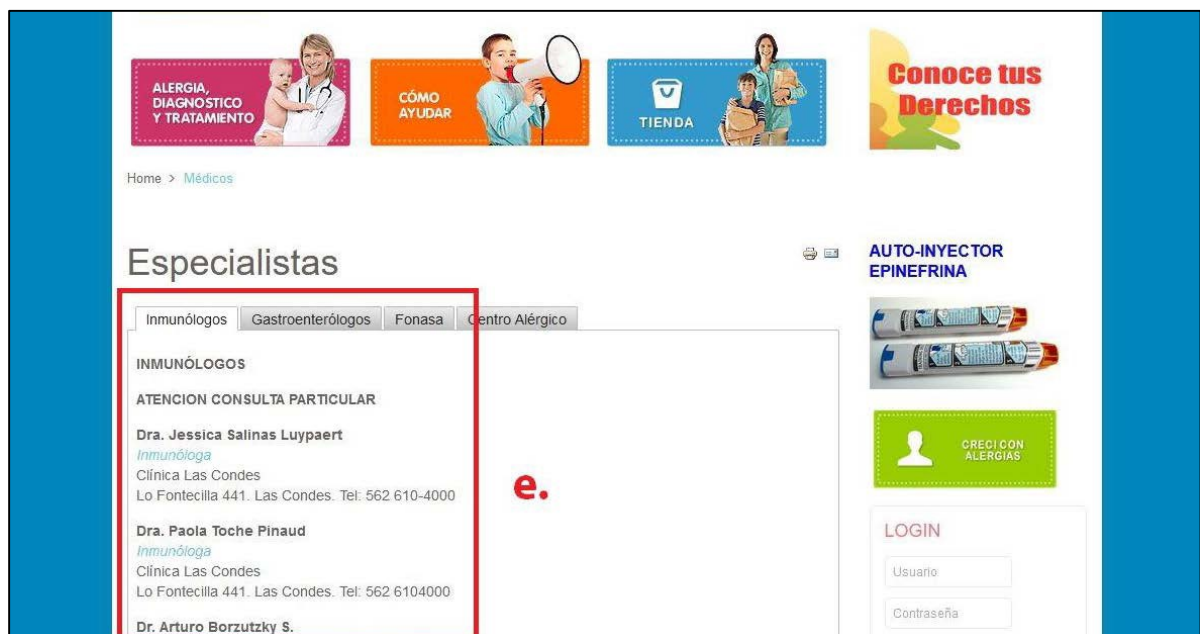 ALERGIA,
DIAGNOSTICO
Y TRATAMIENTO
CÓMO
AYUDAR
TIENDA
Conoce tus
Derechos
Home > Médicos
Especialistas
Inmunólogos Gastroenterólogos Fonasa Centro Alérgico
INMUNÓLOGOS
ATENCION CONSULTA PARTICULAR
Dra. Jessica Salinas Luypaert
Inmunóloga
Clínica Las Condes
Lo Fontecilla 441. Las Condes. Tel: 562 610-4000
Dra. Paola Toche Pinaud
Inmunóloga
Clínica Las Condes
Lo Fontecilla 441. Las Condes. Tel: 562 6104000
Dr. Arturo Borzutzky S.
e.
AUTO-INYECTOR
EPINEFRINA
CRECI CON
ALERGIAS
LOGIN
Usuario
Contraseña